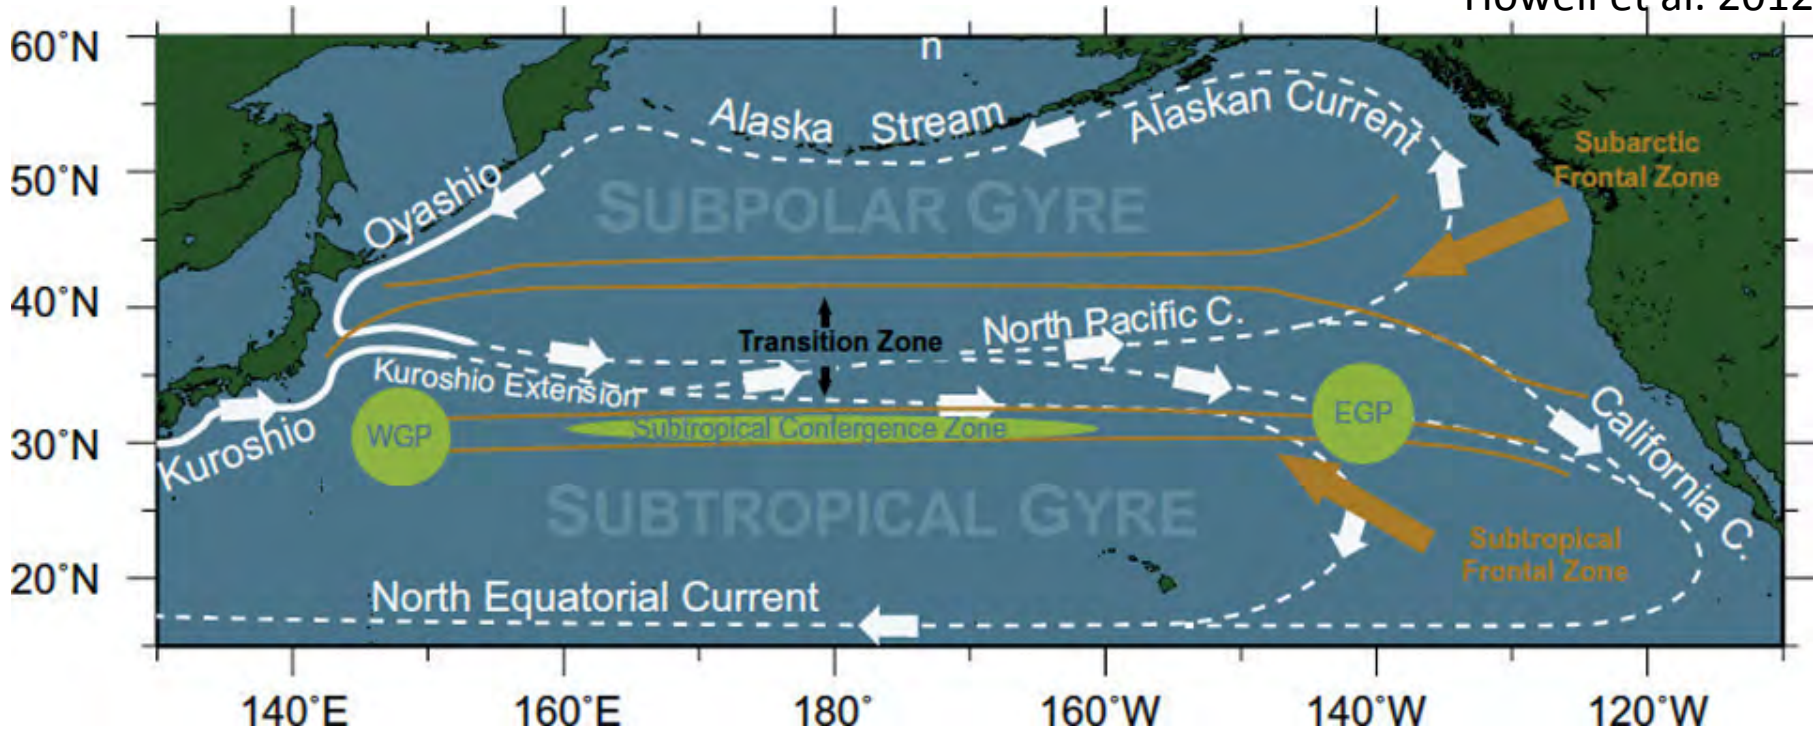 Howell et al. 2012
60°N
n
Alaska Stream
Alaskan Current
Subarctic
Frontal Zone
50°N
Oyashio
SUBPOLAR GYRE
40°N
North Pacific C.
Transition Zone
Kuroshio Extension
California C.
EGP
WGP
Subtropical Confergence Zone
30°N
Kuroshio
SUBTROPICAL GYRE
Subtropical
Frontal Zone
20°N
North Equatorial Current
140°E
160°E
180°
160°W
140°W
120°W